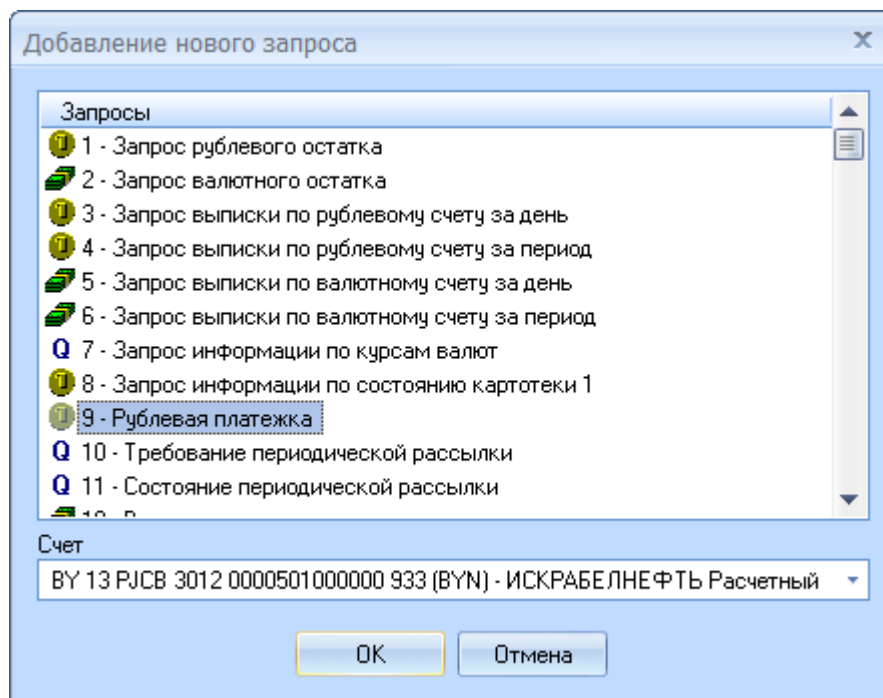 Добавление нового запроса
Запросы
1 - Запрос рублевого остатка
2 - Запрос валютного остатка
3 - Запрос выписки по рублевому счету за день
4 - Запрос выписки по рублевому счету за период
5 - Запрос выписки по валютному счету за день
6 - Запрос выписки по валютному счету за период
Q 7 - Запрос информации по курсам валют
8 - Запрос информации по состоянию картотеки 1
9 - Рублевая платежка
Q 10 - Требование периодической рассылки
Q 11 - Состояние периодической рассылки
Счет
BY 13 PJCB 3012 0000501000000 933 (BYN) - ИСКРАБЕЛНЕФТЬ Расчетный
OK
Отмена